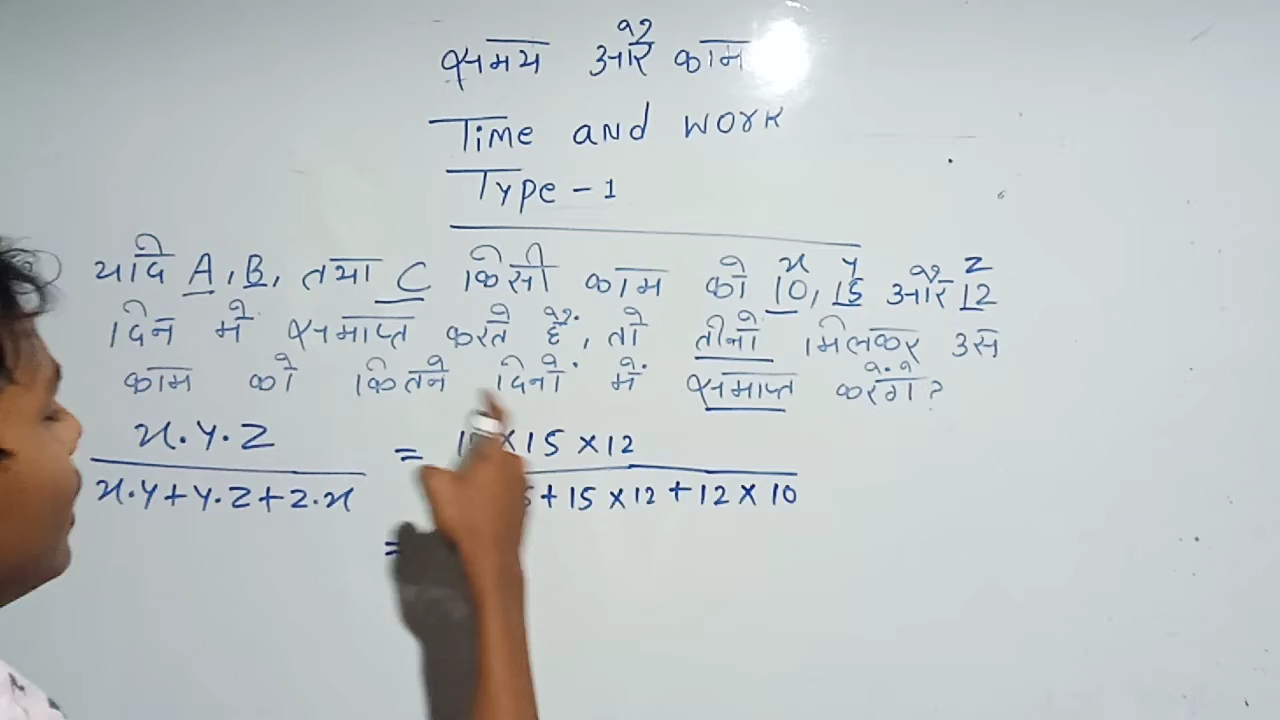 समय और काम
Time and work
Type - 1
x y z
यदि A, B, तथा C किसी काम को 10, 15 और 12
दिन मे समाप्त करते हैं, तो तीनो मिलकर उस
काम को कितने दिनों में समाप्त करेंगे?
x.y.z = × 15 × 12
x.y+y.z+z.x + 15 × 12 + 12 × 10
=